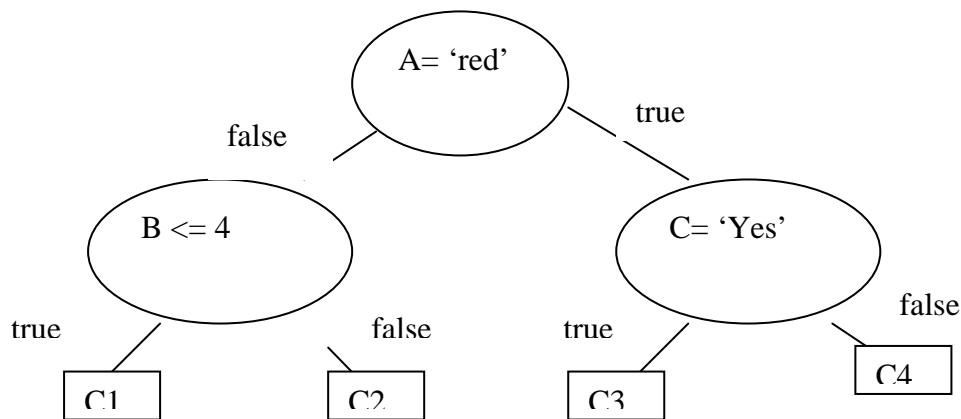 A= ‘red’
true
false
B <= 4
C= ‘Yes’
true
false
true
false
C1
C2
C3
C4